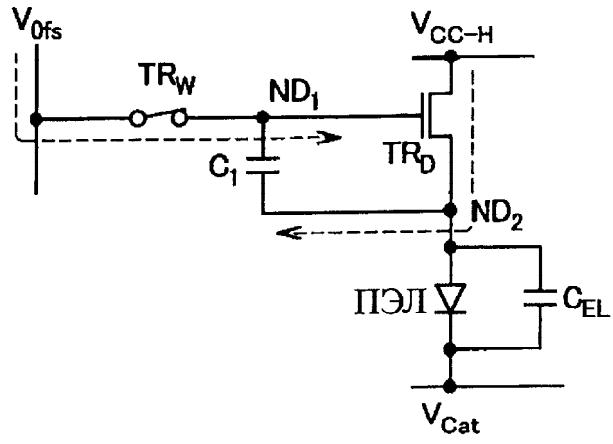 V0fs
VCC-H
TRW
ND1
C1
TRD
ND2
ПЭЛ
CEL
VCat